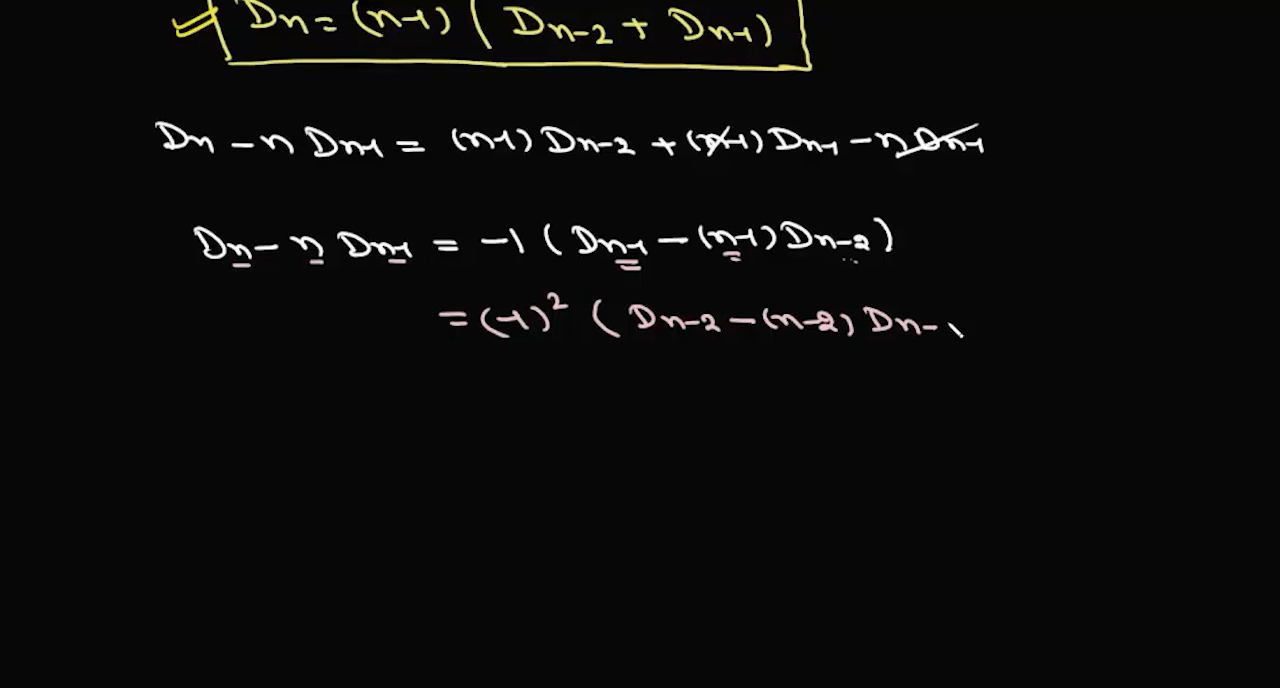 Dn = (n-1) ( Dn-2 + Dn-1)
Dn - n Dn-1 = (n-1) Dn-2 + (n-1) Dn-1 - n Dn-1
Dn - n Dn-1 = -1 ( Dn-1 - (n-1) Dn-2 )
= (-1)² ( Dn-2 - (n-2) Dn-